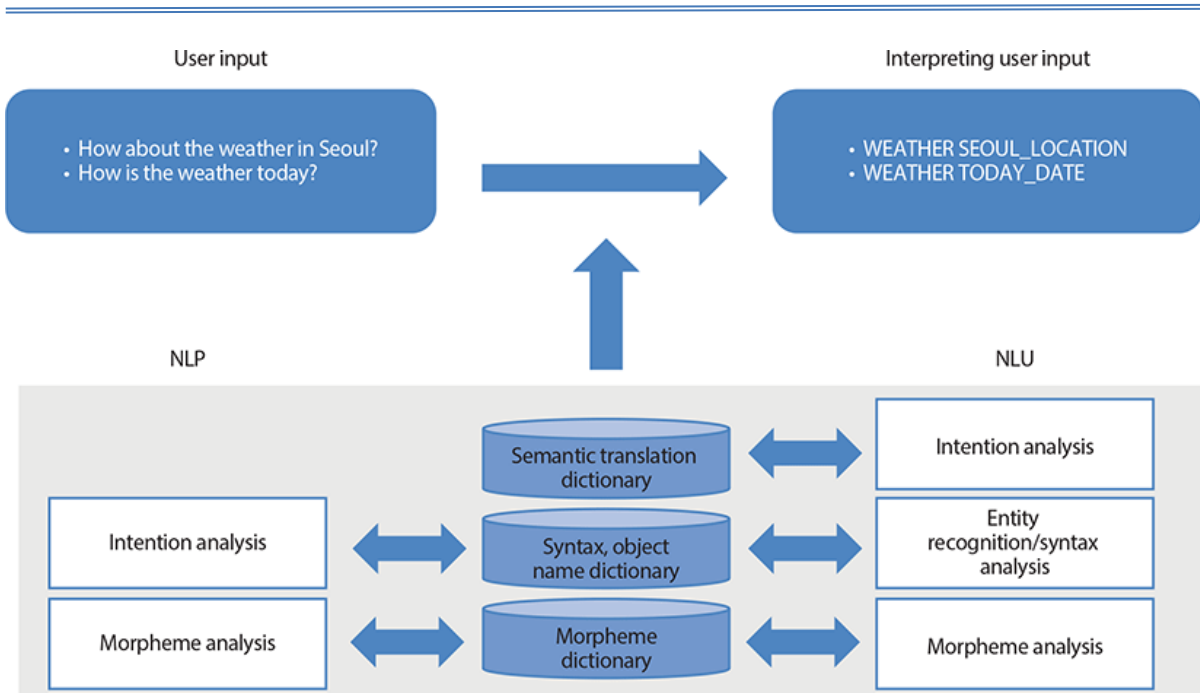 User input
Interpreting user input
• How about the weather in Seoul?
• How is the weather today?
• WEATHER SEOUL_LOCATION
• WEATHER TODAY_DATE
NLP
NLU
Semantic translation
dictionary
Intention analysis
Intention analysis
Syntax, object
name dictionary
Entity
recognition/syntax
analysis
Morpheme analysis
Morpheme
dictionary
Morpheme analysis